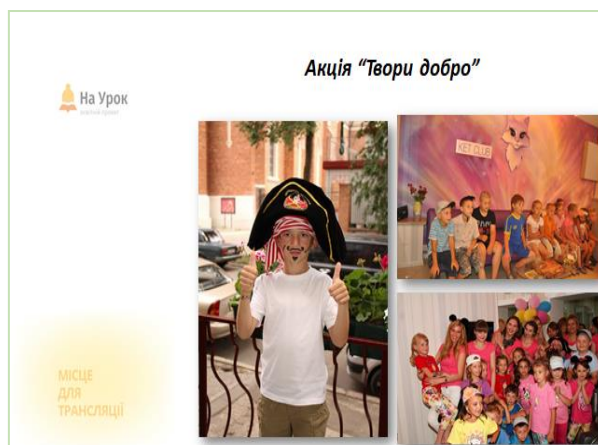 Акція “Твори добро”
На Урок
KET CLUB
МІСЦЕ
ДЛЯ
ТРАНСЛЯЦІЇ